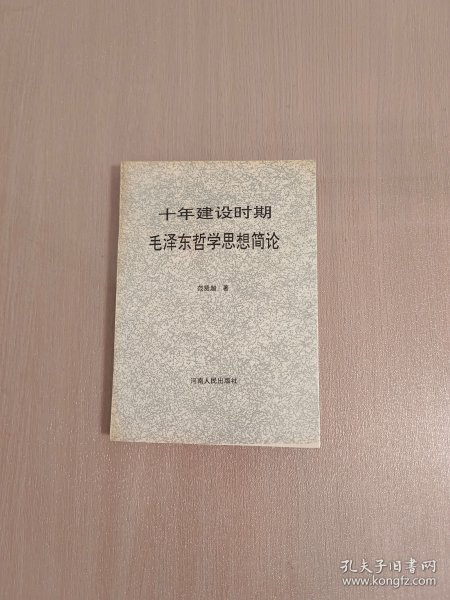 十年建设时期
毛泽东哲学思想简论
著
河南人民出版社
孔夫子旧书网
www.kongfz.com